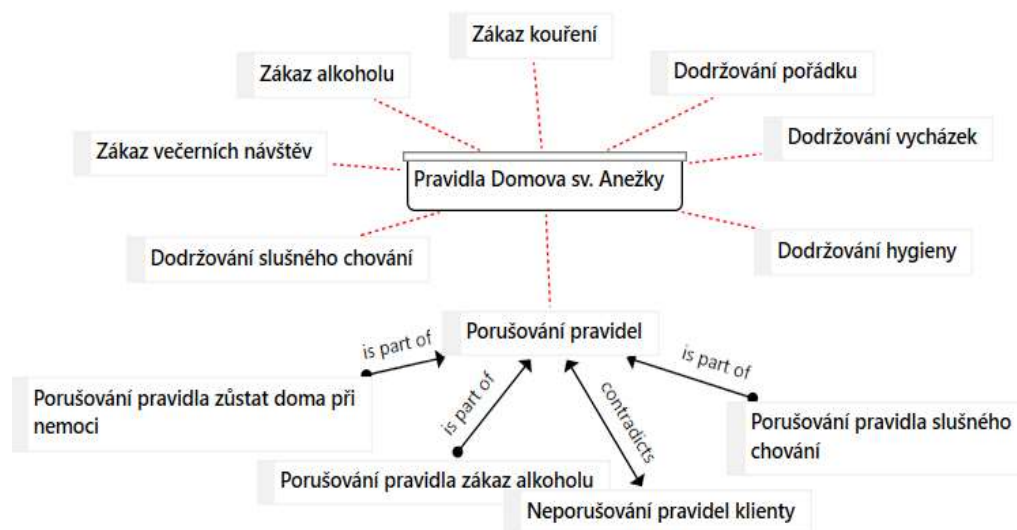 Zákaz kouření
Zákaz alkoholu
Dodržování pořádku
Zákaz večerních návštěv
Dodržování vycházek
Pravidla Domova sv. Anežky
Dodržování slušného chování
Dodržování hygieny
Porušování pravidel
is part of
is part of
is part of
contradicts
Porušování pravidla zůstat doma při
nemoci
Porušování pravidla slušného
chování
Porušování pravidla zákaz alkoholu
Neporušování pravidel klienty